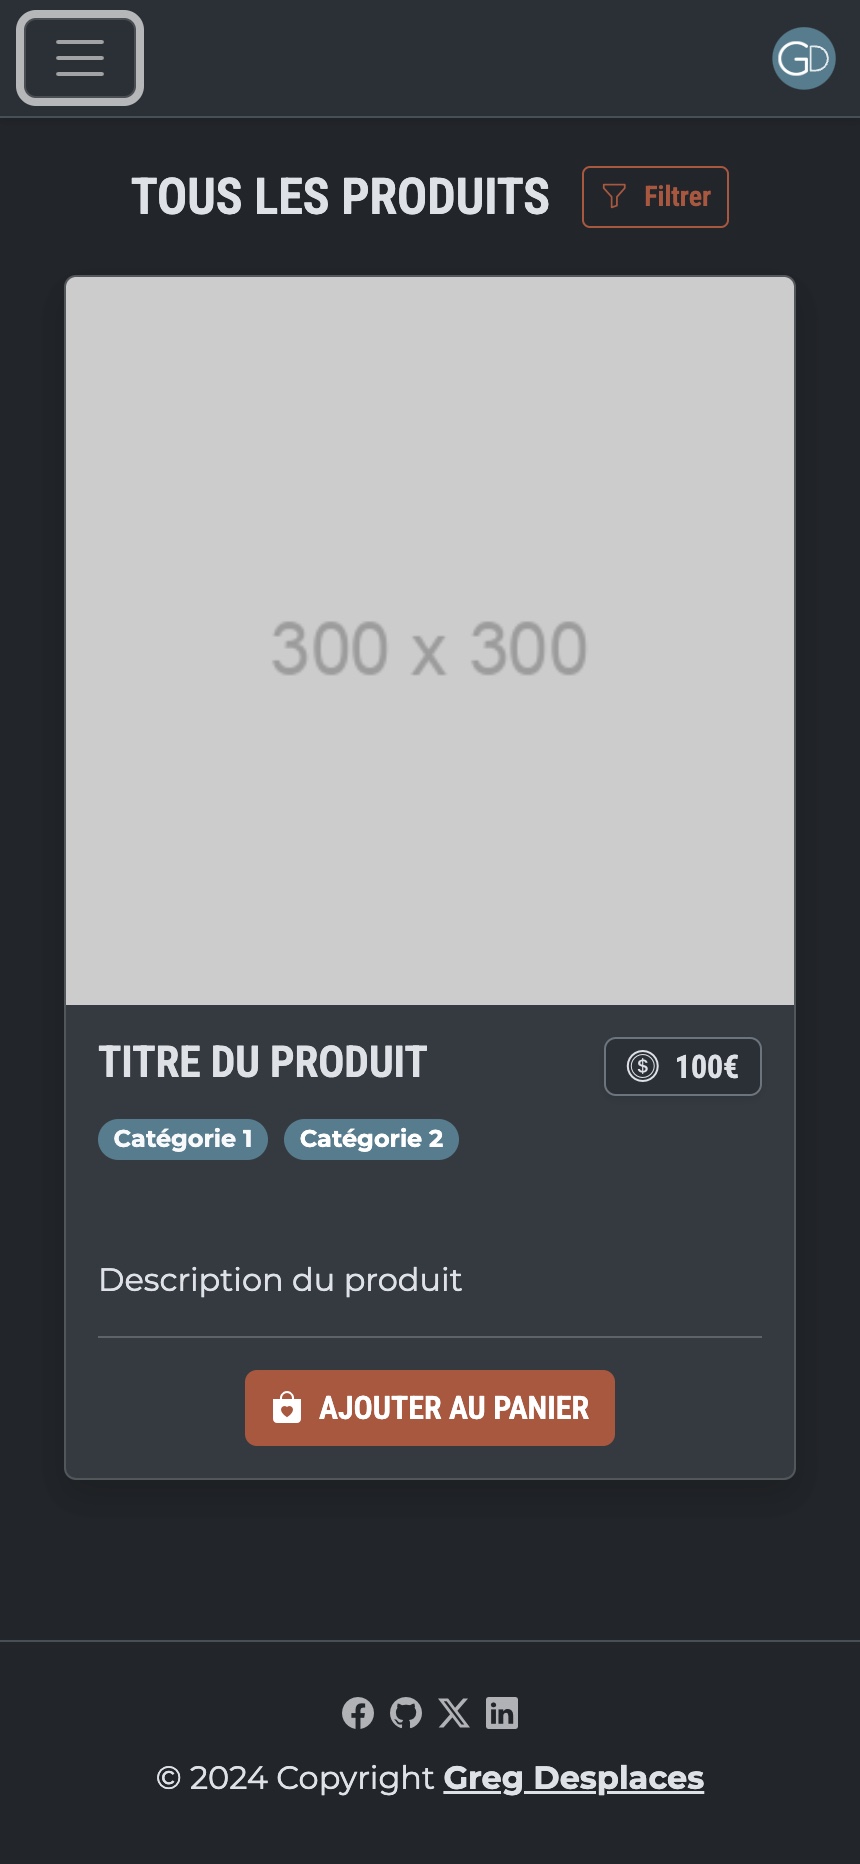 GD
TOUS LES PRODUITS
Filtrer
300 x 300
TITRE DU PRODUIT
100€
Catégorie 1 Catégorie 2
Description du produit
AJOUTER AU PANIER
© 2024 Copyright Greg Desplaces